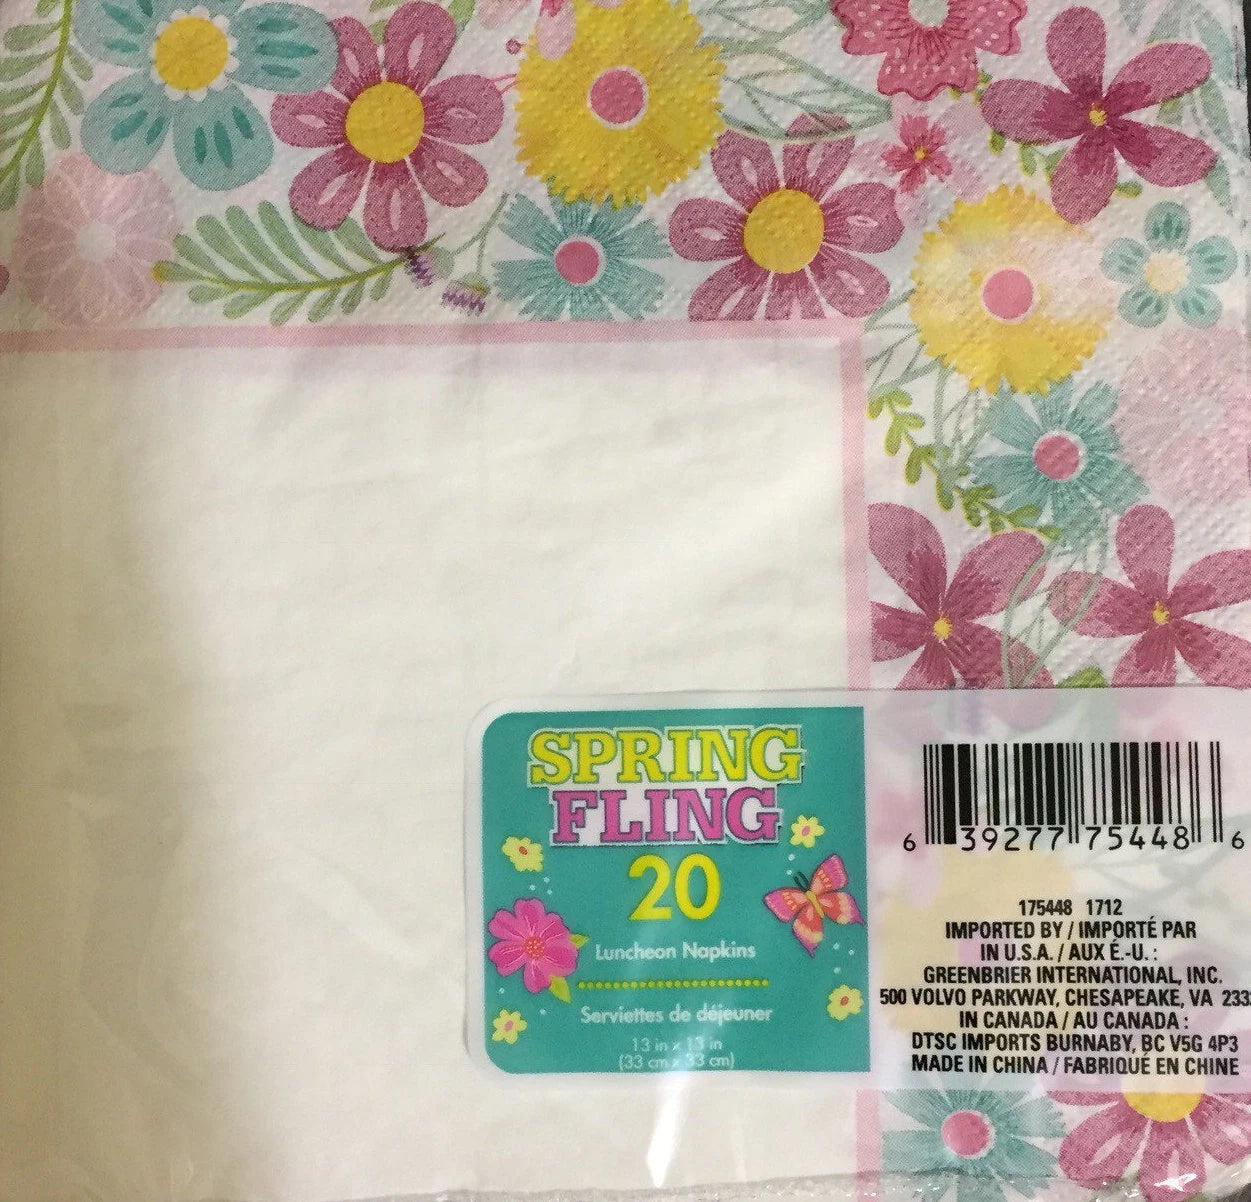 SPRING
FLING
20
Luncheon Napkins
Serviettes de déjeuner
13 in x 13 in
(33 cm x 33 cm)
6 39277 75448 6
175448 1712
IMPORTED BY / IMPORTÉ PAR
IN U.S.A. / AUX É.-U. :
GREENBRIER INTERNATIONAL, INC.
500 VOLVO PARKWAY, CHESAPEAKE, VA
IN CANADA / AU CANADA :
DTSC IMPORTS BURNABY, BC V5G 4P3
MADE IN CHINA / FABRIQUÉ EN CHINE